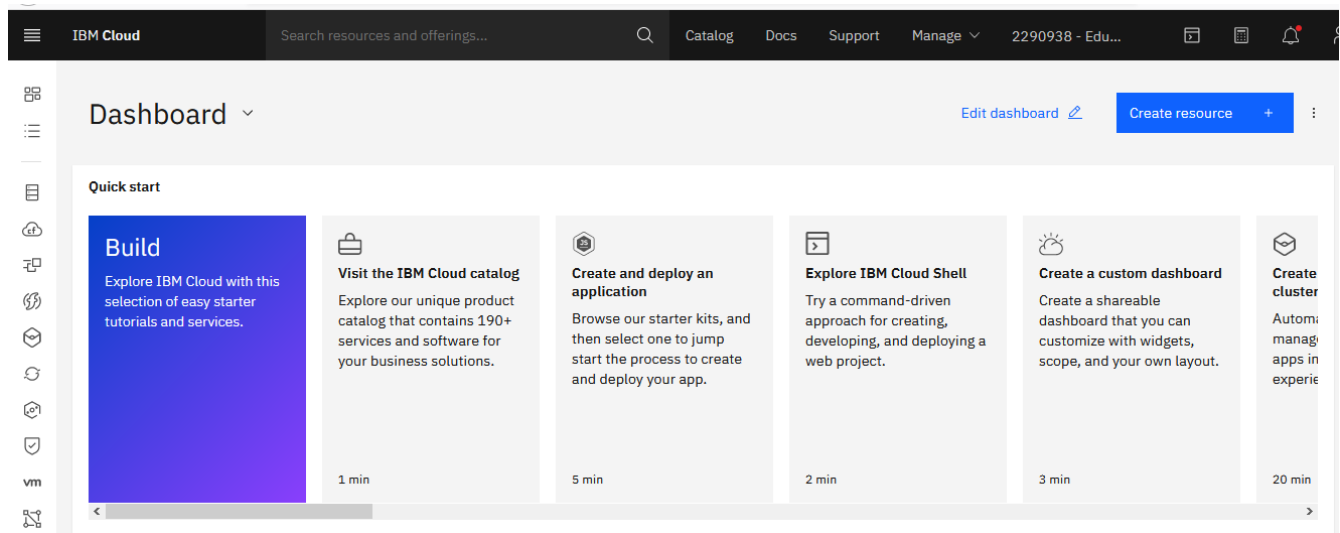 IBM Cloud
Search resources and offerings...
Catalog
Docs
Support
Manage
2290938 - Edu...
Dashboard
Edit dashboard
Create resource +
Quick start
Build
Explore IBM Cloud with this
selection of easy starter
tutorials and services.
Visit the IBM Cloud catalog
Explore our unique product
catalog that contains 190+
services and software for
your business solutions.
1 min
Create and deploy an
application
Browse our starter kits, and
then select one to jump
start the process to create
and deploy your app.
5 min
Explore IBM Cloud Shell
Try a command-driven
approach for creating,
developing, and deploying a
web project.
2 min
Create a custom dashboard
Create a shareable
dashboard that you can
customize with widgets,
scope, and your own layout.
3 min
Create
cluster
apps in
20 min
cf
vm
JS